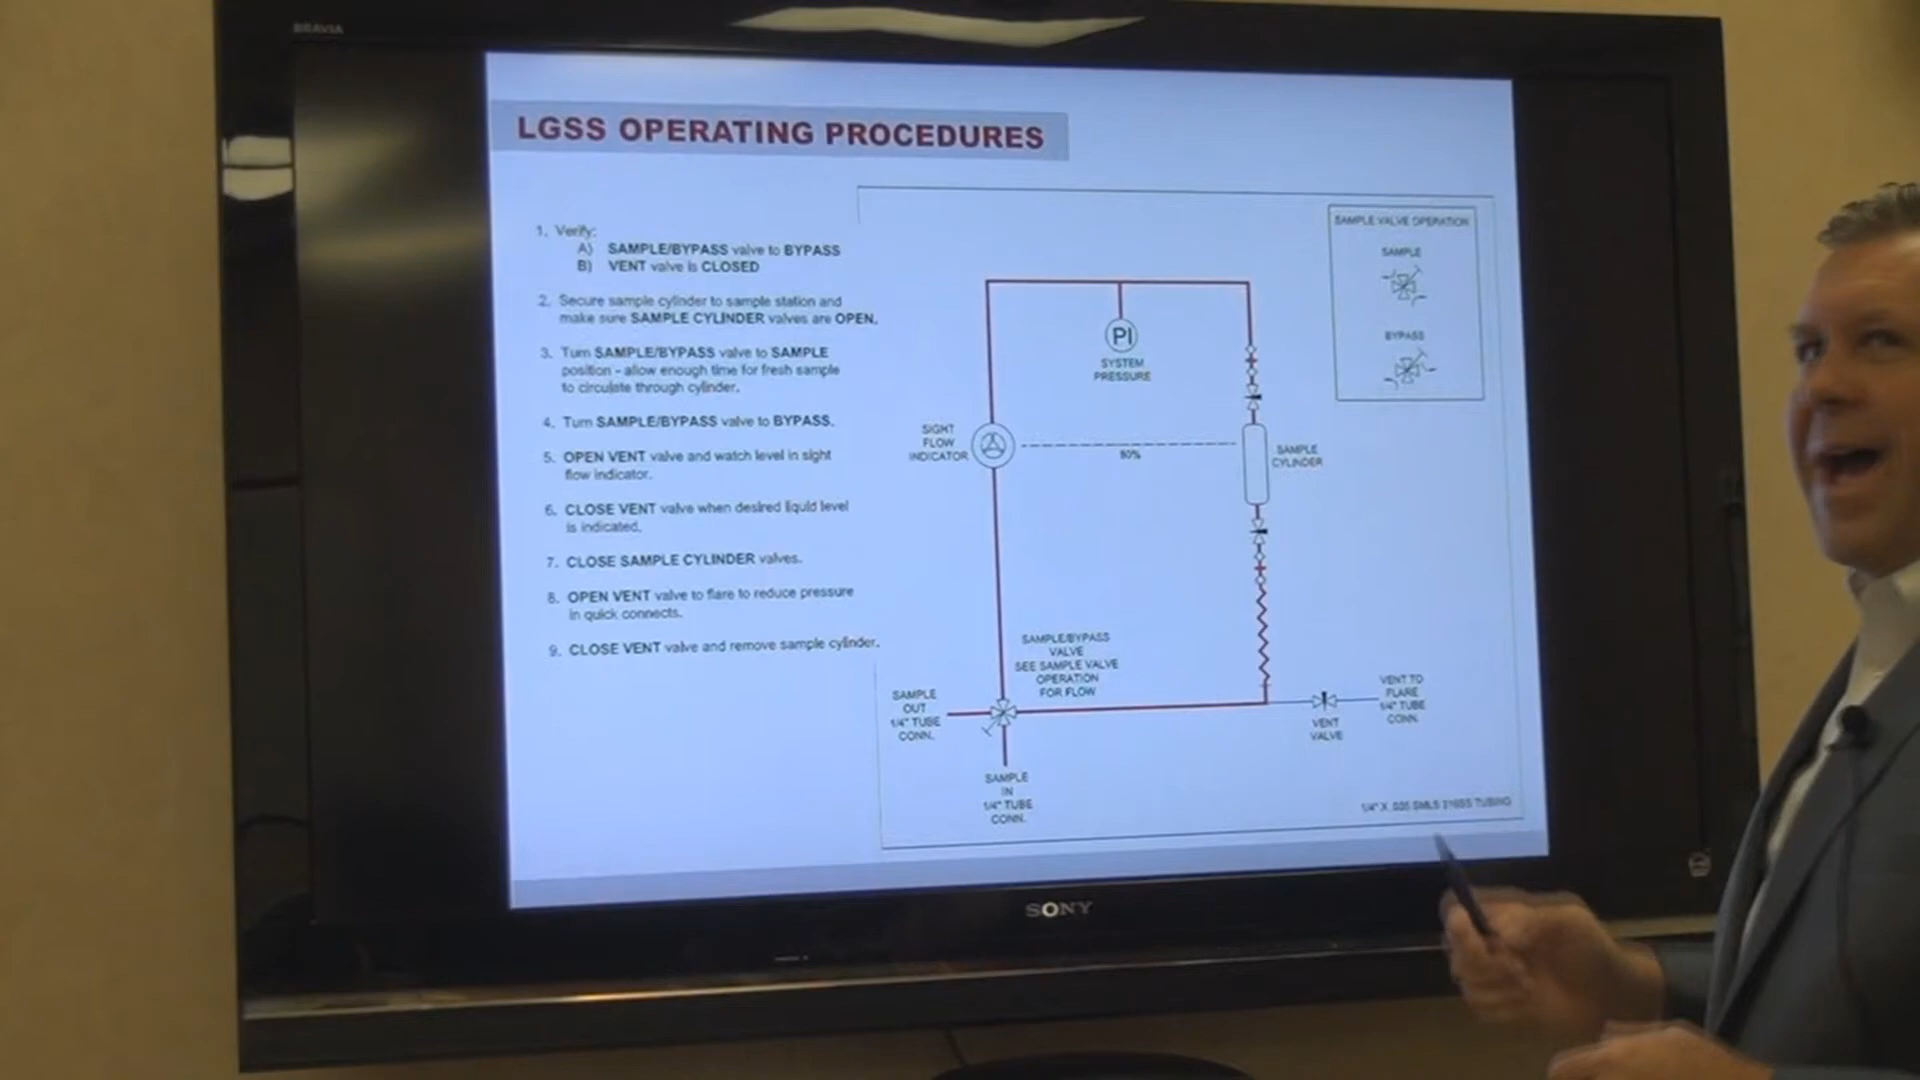 BRAVIA
LGSS OPERATING PROCEDURES
1. Verify:
A) SAMPLE/BYPASS valve to BYPASS
B) VENT valve is CLOSED
2. Secure sample cylinder to sample station and
make sure SAMPLE CYLINDER valves are OPEN.
3. Turn SAMPLE/BYPASS valve to SAMPLE
position - allow enough time for fresh sample
to circulate through cylinder.
4. Turn SAMPLE/BYPASS valve to BYPASS.
5. OPEN VENT valve and watch level in sight
flow indicator.
6. CLOSE VENT valve when desired liquid level
is indicated.
7. CLOSE SAMPLE CYLINDER valves.
8. OPEN VENT valve to flare to reduce pressure
in quick connects.
9. CLOSE VENT valve and remove sample cylinder.
SAMPLE VALVE OPERATION
SAMPLE
BYPASS
PI
SYSTEM
PRESSURE
SIGHT
FLOW
INDICATOR
80%
SAMPLE
CYLINDER
SAMPLE/BYPASS
VALVE
SEE SAMPLE VALVE
OPERATION
FOR FLOW
SAMPLE
OUT
1/4" TUBE
CONN.
SAMPLE
IN
1/4" TUBE
CONN.
VENT
VALVE
VENT TO
FLARE
1/4" TUBE
CONN.
1/4" X .035 SMLS 316SS TUBING
SONY